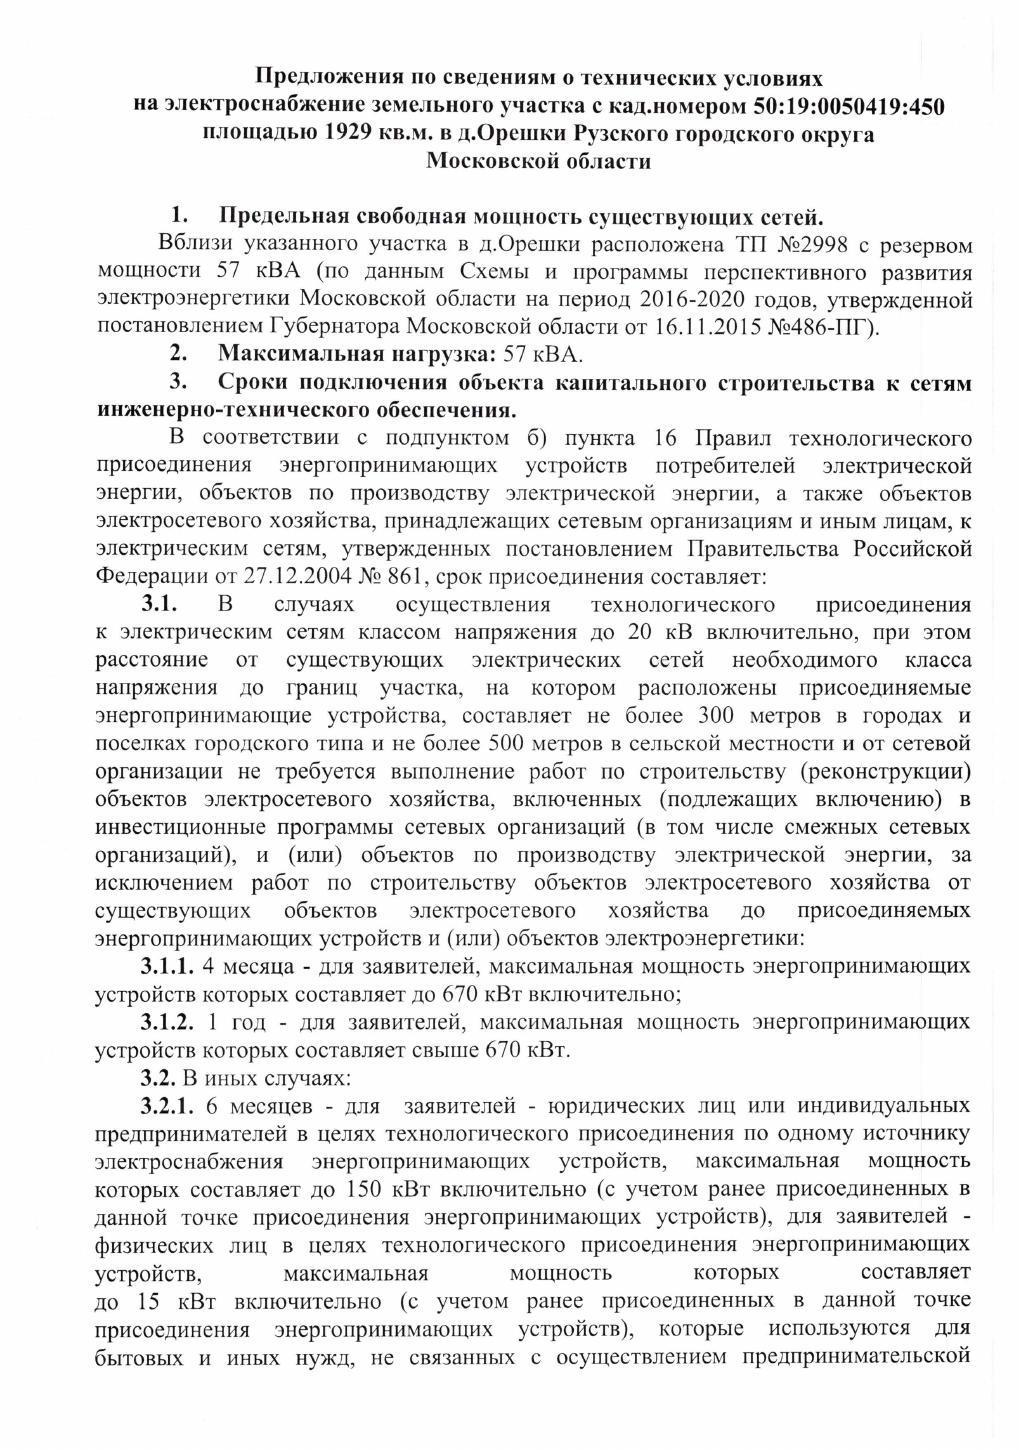 Предложения по сведениям о технических условиях
на электроснабжение земельного участка с кад.номером 50:19:0050419:450
площадью 1929 кв.м. в д.Орешки Рузского городского округа
Московской области
1. Предельная свободная мощность существующих сетей.
Вблизи указанного участка в д.Орешки расположена ТП №2998 с резервом
мощности 57 кВА (по данным Схемы и программы перспективного развития
электроэнергетики Московской области на период 2016-2020 годов, утвержденной
постановлением Губернатора Московской области от 16.11.2015 №486-ПГ).
2. Максимальная нагрузка: 57 кВА.
3. Сроки подключения объекта капитального строительства к сетям
инженерно-технического обеспечения.
В соответствии с подпунктом б) пункта 16 Правил технологического
присоединения энергопринимающих устройств потребителей электрической
энергии, объектов по производству электрической энергии, а также объектов
электросетевого хозяйства, принадлежащих сетевым организациям и иным лицам, к
электрическим сетям, утвержденных постановлением Правительства Российской
Федерации от 27.12.2004 № 861, срок присоединения составляет:
3.1. В случаях осуществления технологического присоединения
к электрическим сетям классом напряжения до 20 кВ включительно, при этом
расстояние от существующих электрических сетей необходимого класса
напряжения до границ участка, на котором расположены присоединяемые
энергопринимающие устройства, составляет не более 300 метров в городах и
поселках городского типа и не более 500 метров в сельской местности и от сетевой
организации не требуется выполнение работ по строительству (реконструкции)
объектов электросетевого хозяйства, включенных (подлежащих включению) в
инвестиционные программы сетевых организаций (в том числе смежных сетевых
организаций), и (или) объектов по производству электрической энергии, за
исключением работ по строительству объектов электросетевого хозяйства от
существующих объектов электросетевого хозяйства до присоединяемых
энергопринимающих устройств и (или) объектов электроэнергетики:
3.1.1. 4 месяца - для заявителей, максимальная мощность энергопринимающих
устройств которых составляет до 670 кВт включительно;
3.1.2. 1 год - для заявителей, максимальная мощность энергопринимающих
устройств которых составляет свыше 670 кВт.
3.2. В иных случаях:
3.2.1. 6 месяцев - для заявителей - юридических лиц или индивидуальных
предпринимателей в целях технологического присоединения по одному источнику
электроснабжения энергопринимающих устройств, максимальная мощность
которых составляет до 150 кВт включительно (с учетом ранее присоединенных в
данной точке присоединения энергопринимающих устройств), для заявителей -
физических лиц в целях технологического присоединения энергопринимающих
устройств, максимальная мощность которых составляет
до 15 кВт включительно (с учетом ранее присоединенных в данной точке
присоединения энергопринимающих устройств), которые используются для
бытовых и иных нужд, не связанных с осуществлением предпринимательской